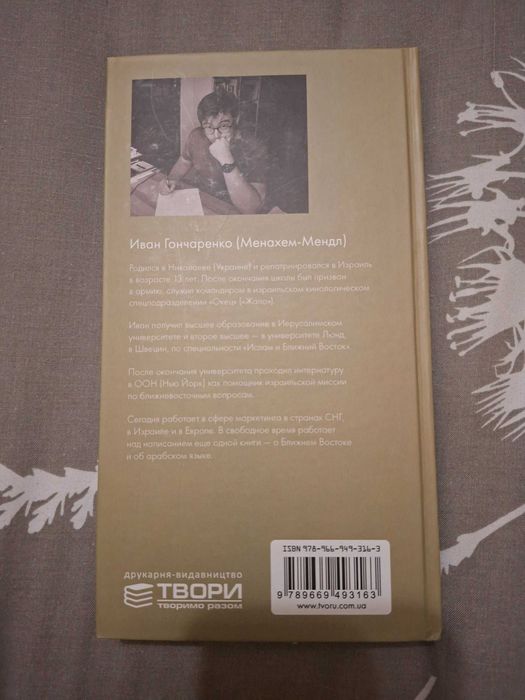 Иван Гончаренко (Менахем-Мендл)
Родился в Николаеве (Украине) и репатриировался в Израиль
в возрасте 13 лет. После окончания школы был призван
в армию, служил командиром в израильском кинологическом
спецподразделении «Окец» («Жало»).
Иван получил высшее образование в Иерусалимском
университете и второе высшее — в университете Люнд,
в Швеции, по специальности «Ислам и Ближний Восток».
После окончания университета проходил интернатуру
в ООН (Нью Йорк) как помощник израильской миссии
по ближневосточным вопросам.
Сегодня работает в сфере маркетинга в странах СНГ,
в Израиле и в Европе. В свободное время работает
над написанием еще одной книги — о Ближнем Востоке
и об арабском языке.
друкарня-видавництво
ТВОРИ
творимо разом
ISBN 978-966-949-316-3
9 789669 493163
www.tvoru.com.ua